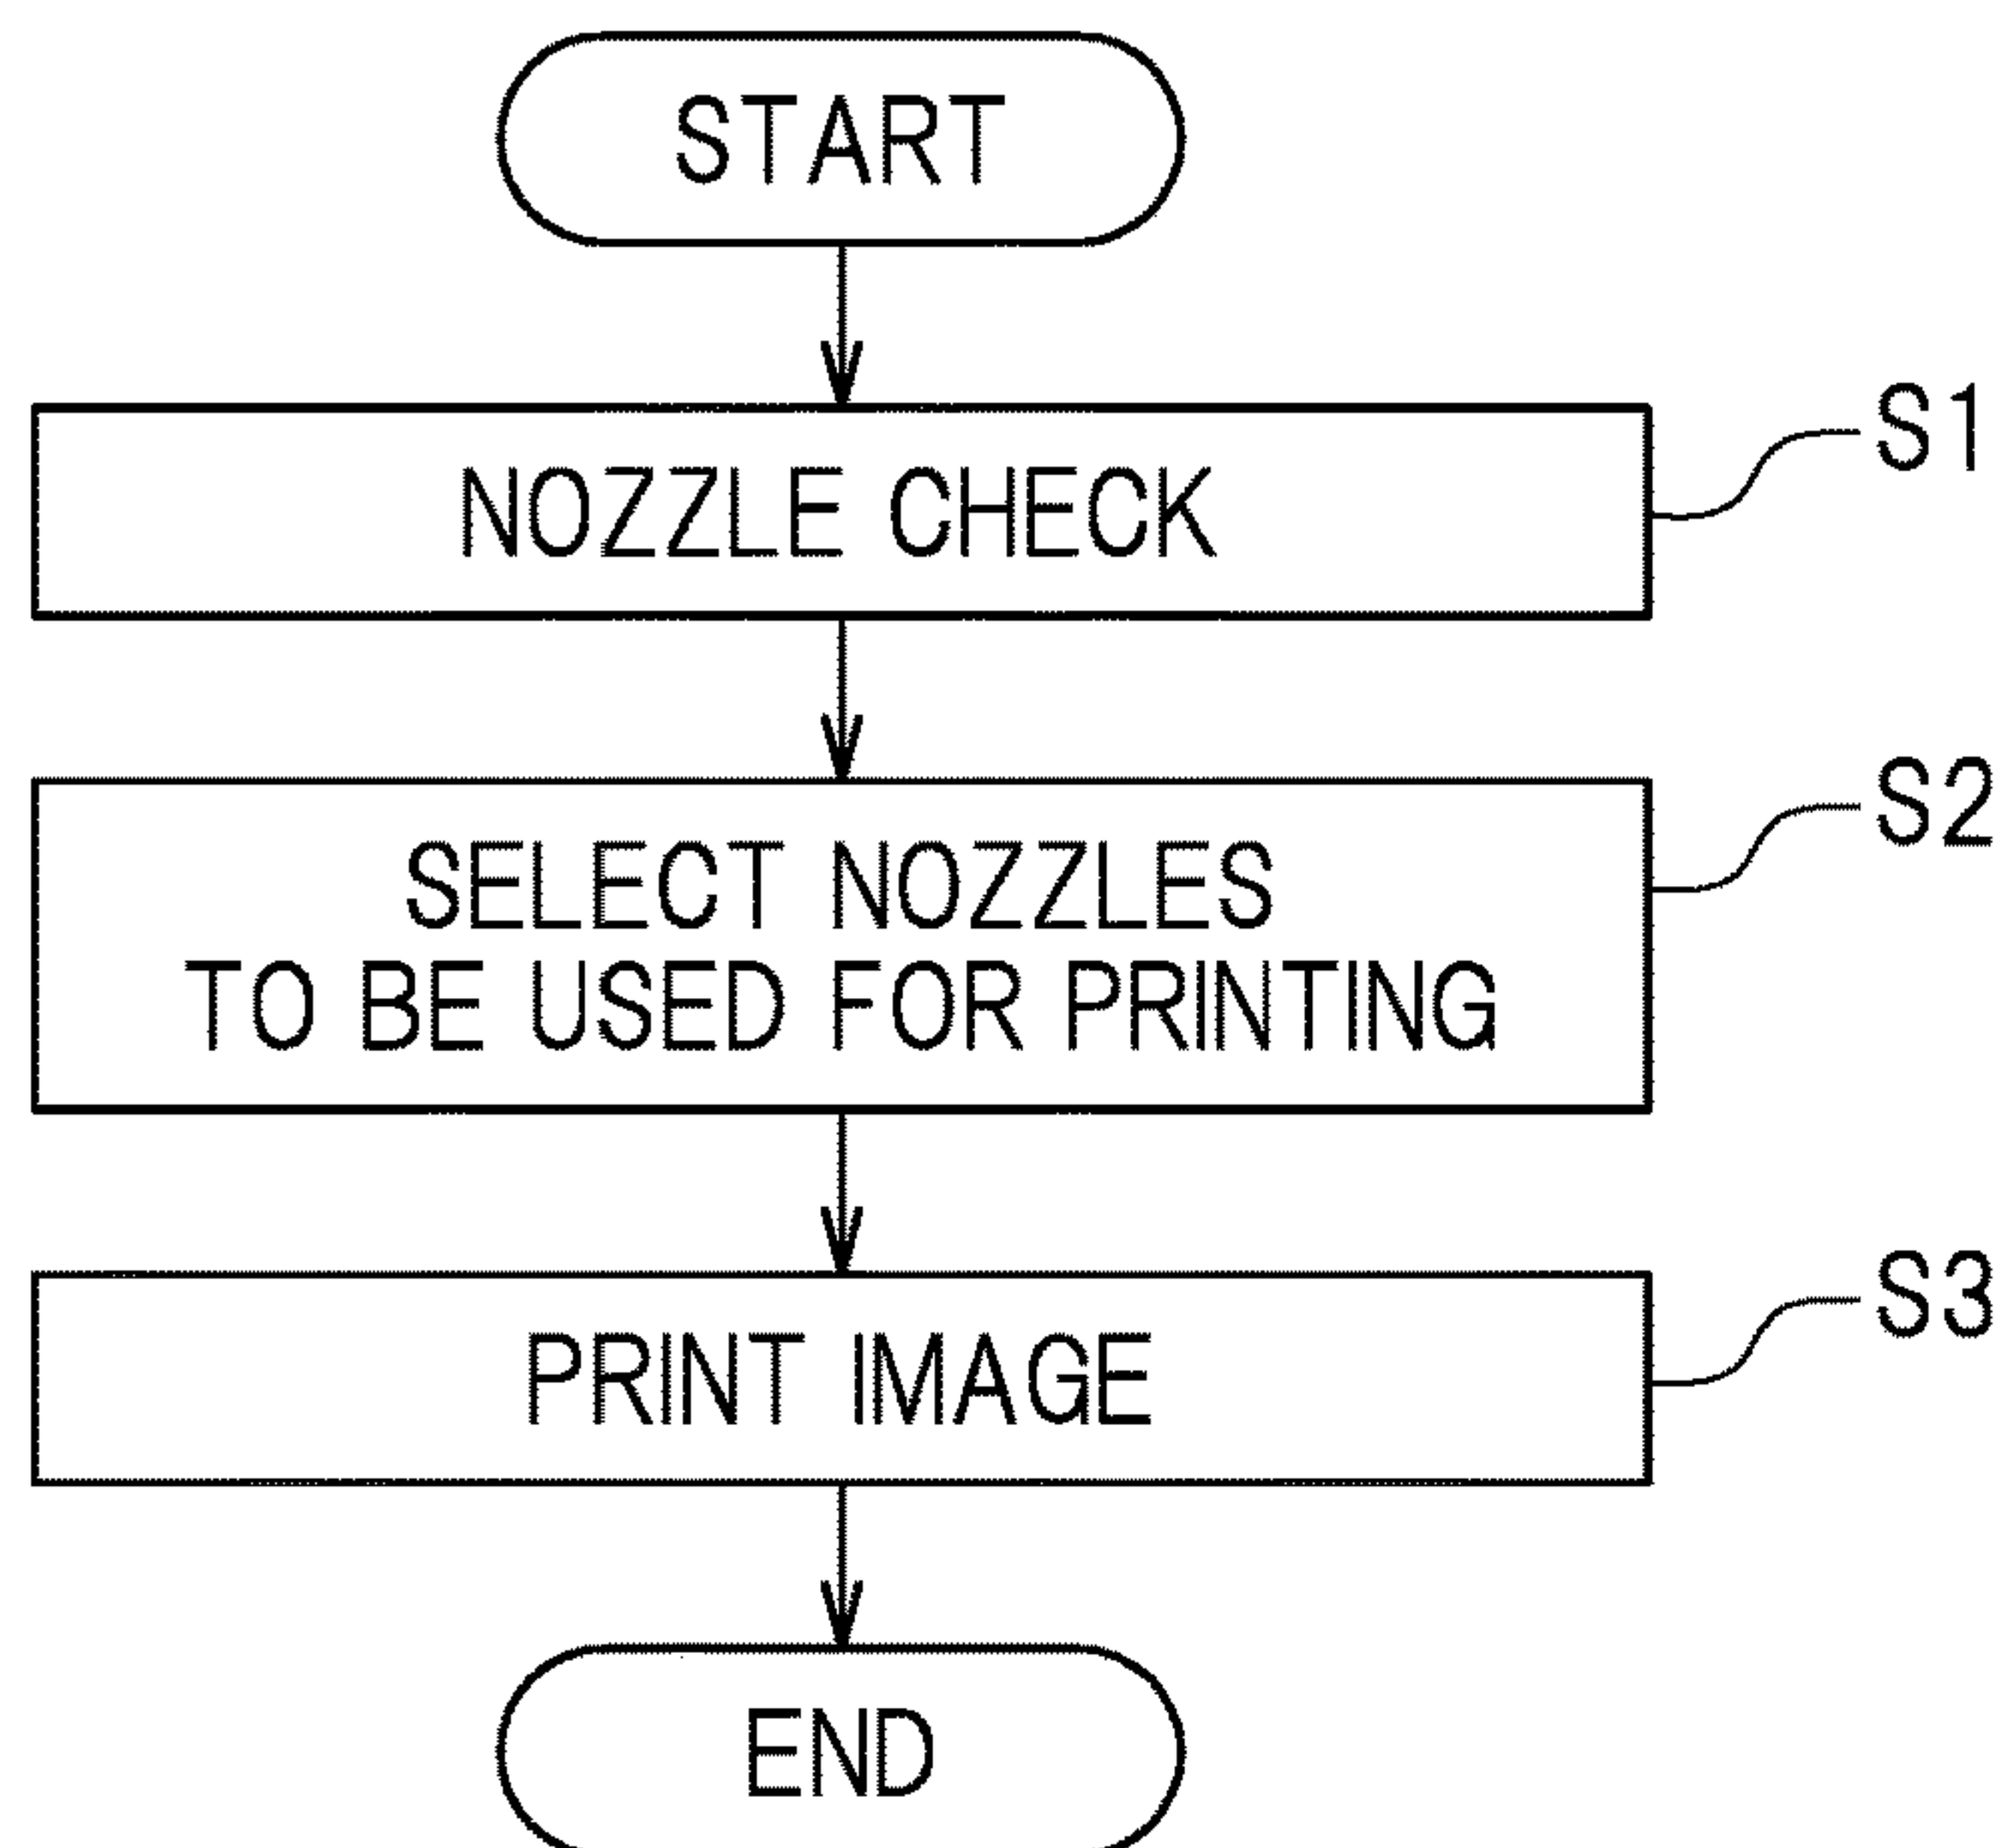 START
S1
NOZZLE CHECK
S2
SELECT NOZZLES
TO BE USED FOR PRINTING
S3
PRINT IMAGE
END